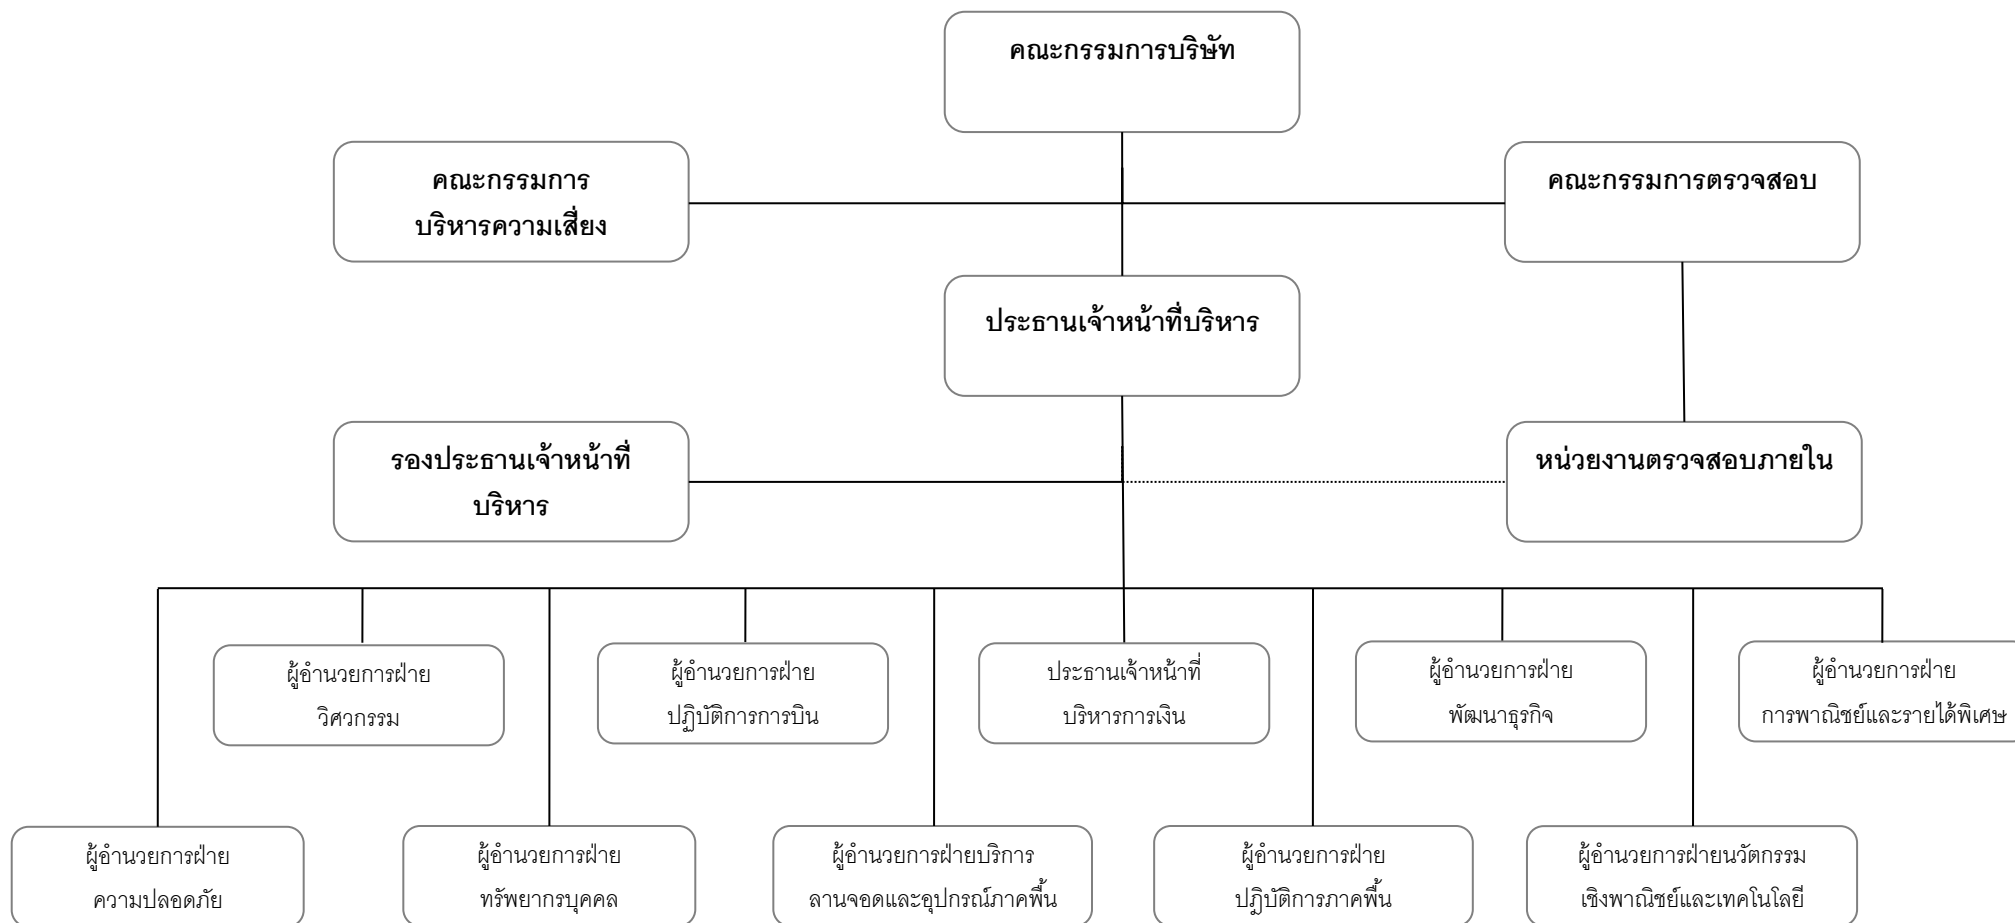 คณะกรรมการบริษัท
คณะกรรมการ
บริหารความเสี่ยง
คณะกรรมการตรวจสอบ
ประธานเจ้าหน้าที่บริหาร
รองประธานเจ้าหน้าที่
บริหาร
หน่วยงานตรวจสอบภายใน
ผู้อำนวยการฝ่าย
วิศวกรรม
ผู้อำนวยการฝ่าย
ปฏิบัติการการบิน
ประธานเจ้าหน้าที่
บริหารการเงิน
ผู้อำนวยการฝ่าย
พัฒนาธุรกิจ
ผู้อำนวยการฝ่าย
การพาณิชย์และรายได้พิเศษ
ผู้อำนวยการฝ่าย
ความปลอดภัย
ผู้อำนวยการฝ่าย
ทรัพยากรบุคคล
ผู้อำนวยการฝ่ายบริการ
ลานจอดและอุปกรณ์ภาคพื้น
ผู้อำนวยการฝ่าย
ปฎิบัติการภาคพื้น
ผู้อำนวยการฝ่ายนวัตกรรม
เชิงพาณิชย์และเทคโนโลยี